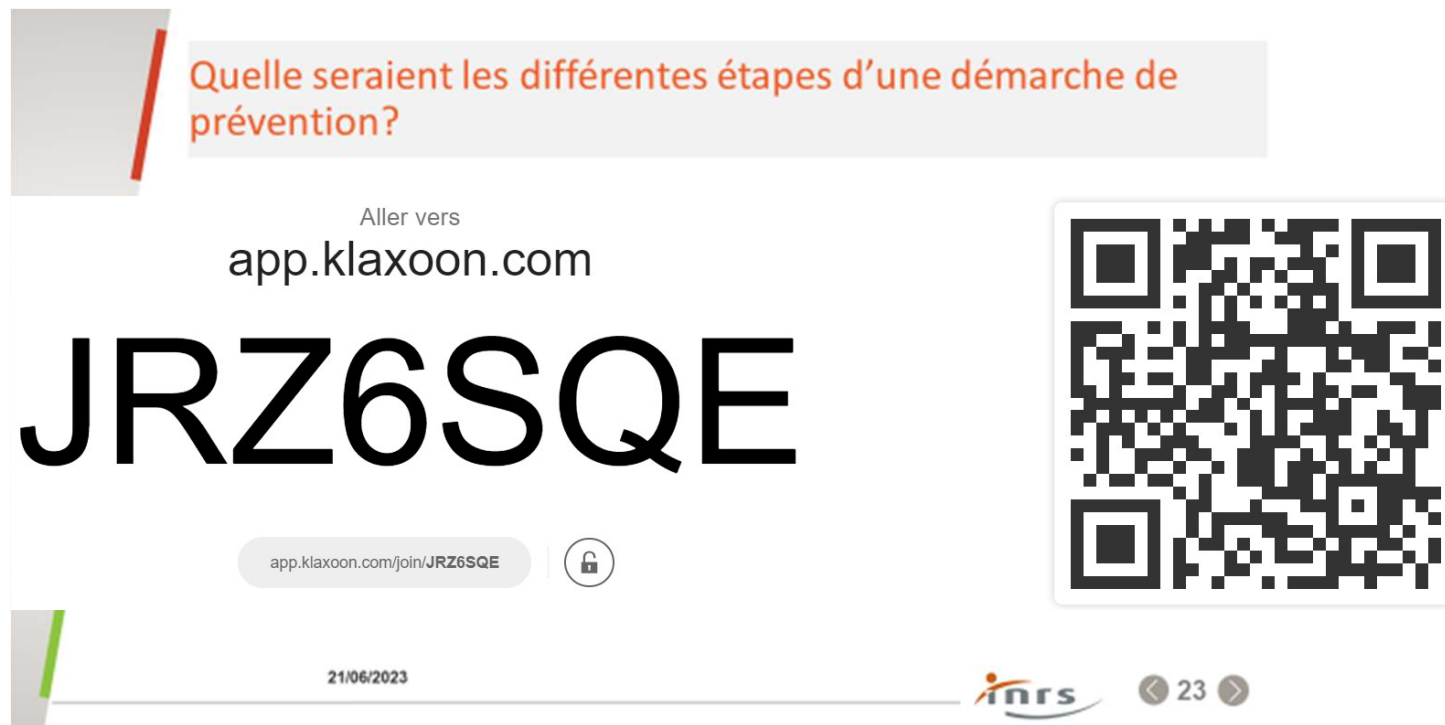 Quelle seraient les différentes étapes d’une démarche de
prévention?
Aller vers
app.klaxoon.com
JRZ6SQE
app.klaxoon.com/join/JRZ6SQE
21/06/2023
inrs
23